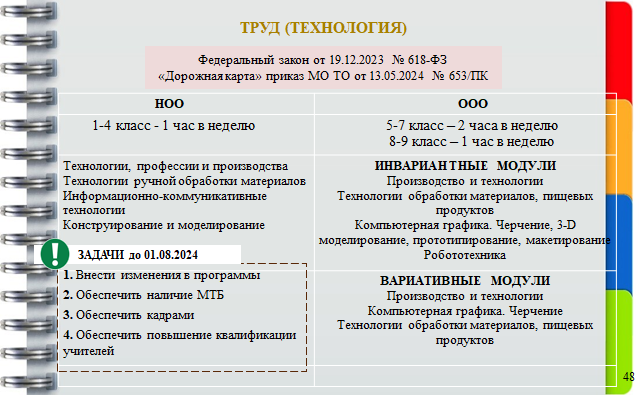 ТРУД (ТЕХНОЛОГИЯ)
Федеральный закон от 19.12.2023 № 618-ФЗ
«Дорожная карта» приказ МО ТО от 13.05.2024 № 653/ПК
НОО
1-4 класс - 1 час в неделю
Технологии, профессии и производства
Технологии ручной обработки материалов
Информационно-коммуникативные
технологии
Конструирование и моделирование
! ЗАДАЧИ до 01.08.2024
1. Внести изменения в программы
2. Обеспечить наличие МТБ
3. Обеспечить кадрами
4. Обеспечить повышение квалификации
учителей
ООО
5-7 класс – 2 часа в неделю
8-9 класс – 1 час в неделю
ИНВАРИАНТНЫЕ МОДУЛИ
Производство и технологии
Технологии обработки материалов, пищевых
продуктов
Компьютерная графика. Черчение, 3-D
моделирование, прототипирование, макетирование
Робототехника
ВАРИАТИВНЫЕ МОДУЛИ
Производство и технологии
Компьютерная графика. Черчение
Технологии обработки материалов, пищевых
продуктов
48